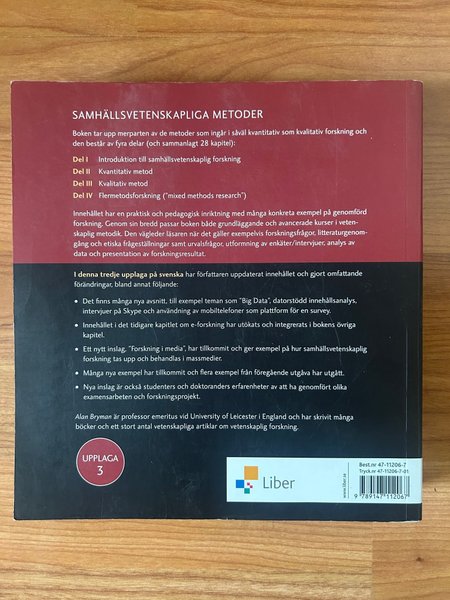 SAMHÄLLSVETENSKAPLIGA METODER
Boken tar upp merparten av de metoder som ingår i såväl kvantitativ som kvalitativ forskning och
den består av fyra delar (och sammanlagt 28 kapitel):
Del I Introduktion till samhällsvetenskaplig forskning
Del II Kvantitativ metod
Del III Kvalitativ metod
Del IV Flermetodsforskning ("mixed methods research")
Innehållet har en praktisk och pedagogisk inriktning med många konkreta exempel på genomförd
forskning. Genom sin bredd passar boken både grundläggande och avancerade kurser i veten-
skaplig metodik. Den vägleder läsaren när det gäller exempelvis forskningsfrågor, litteraturgenom-
gång och etiska frågeställningar samt urvalsfrågor, utformning av enkäter/intervjuer, analys av
data och presentation av forskningsresultat.
I denna tredje upplaga på svenska har författaren uppdaterat innehållet och gjort omfattande
förändringar, bland annat följande:
• Det finns många nya avsnitt, till exempel teman som "Big Data", datorstödd innehållsanalys,
intervjuer på Skype och användning av mobiltelefoner som plattform för en survey.
• Innehållet i det tidigare kapitlet om e-forskning har utökats och integrerats i bokens övriga
kapitel.
• Ett nytt inslag, "Forskning i media", har tillkommit och ger exempel på hur samhällsvetenskaplig
forskning tas upp och behandlas i massmedier.
• Många nya exempel har tillkommit och flera exempel från föregående utgåva har utgått.
• Nya inslag är också studenters och doktoranders erfarenheter av att ha genomfört olika
examensarbeten och forskningsprojekt.
Alan Bryman är professor emeritus vid University of Leicester i England och har skrivit många
böcker och ett stort antal vetenskapliga artiklar om vetenskaplig forskning.
UPPLAGA
3
Liber
www.liber.se
Best.nr 47-11206-7
Tryck.nr 47-11206-7-01
9 789147 112067